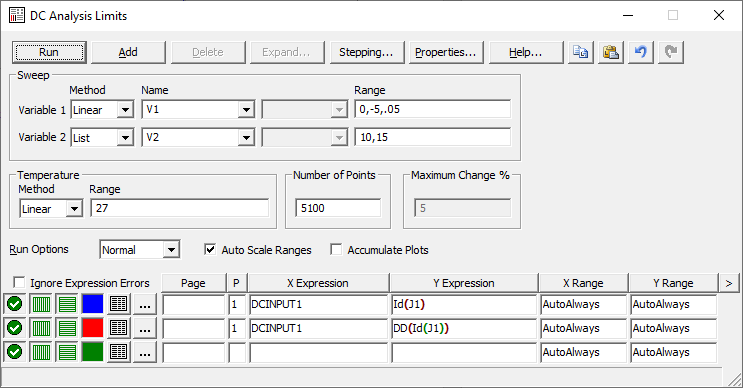 DC Analysis Limits
Run Add Delete Expand... Stepping... Properties... Help...
Sweep
Method Name Range
Variable 1 Linear V1 0,-5,.05
Variable 2 List V2 10,15
Temperature Number of Points Maximum Change %
Method Range
Linear 27 5100 5
Run Options Normal Auto Scale Ranges Accumulate Plots
Ignore Expression Errors Page P X Expression Y Expression X Range Y Range >
... 1 DCINPUT1 Id(J1) AutoAlways AutoAlways
... 1 DCINPUT1 DD(Id(J1)) AutoAlways AutoAlways
... AutoAlways AutoAlways